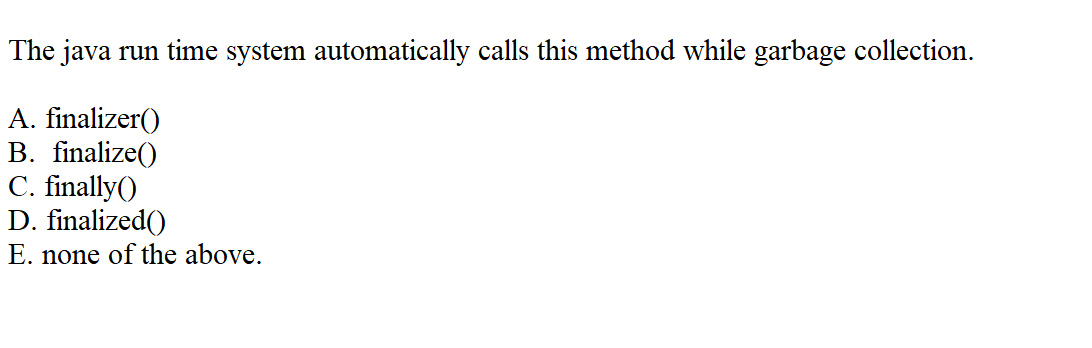 The java run time system automatically calls this method while garbage collection.
A. finalizer()
B. finalize()
C. finally()
D. finalized()
E. none of the above.